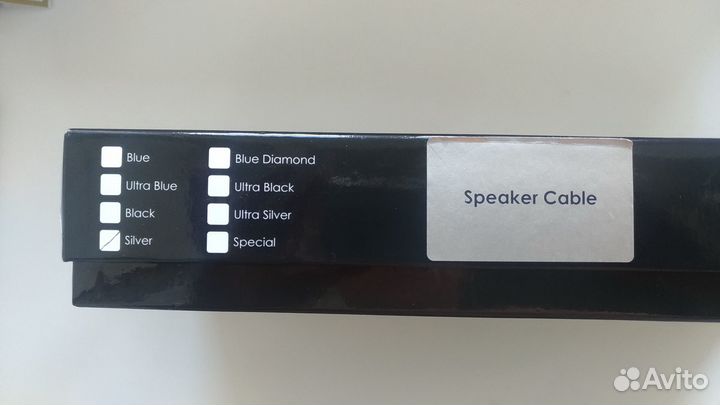 Blue
Ultra Blue
Black
Silver
Blue Diamond
Ultra Black
Ultra Silver
Special
Speaker Cable
Avito